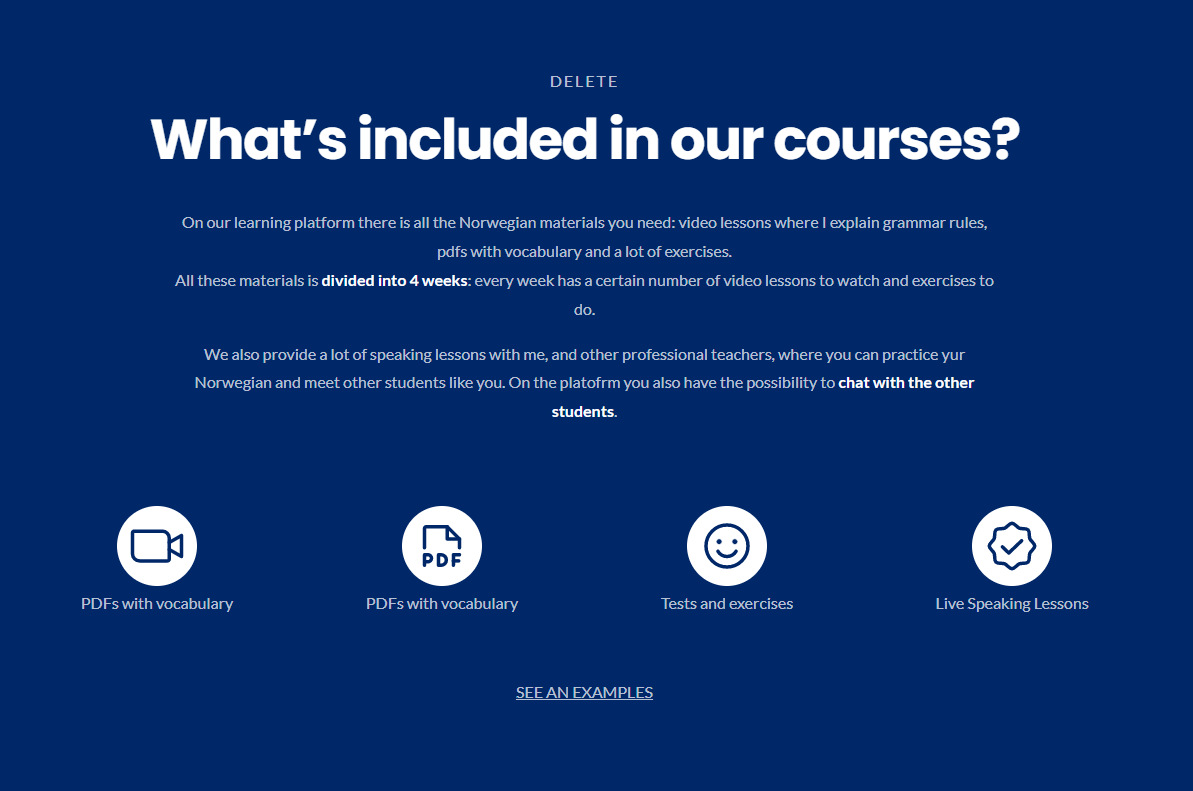 DELETE
What's included in our courses?
On our learning platform there is all the Norwegian materials you need: video lessons where I explain grammar rules,
pdfs with vocabulary and a lot of exercises.
All these materials is divided into 4 weeks: every week has a certain number of video lessons to watch and exercises to
do.
We also provide a lot of speaking lessons with me, and other professional teachers, where you can practice yur
Norwegian and meet other students like you. On the platofrm you also have the possibility to chat with the other
students.
PDF
PDFs with vocabulary
PDFs with vocabulary
Tests and exercises
Live Speaking Lessons
SEE AN EXAMPLES